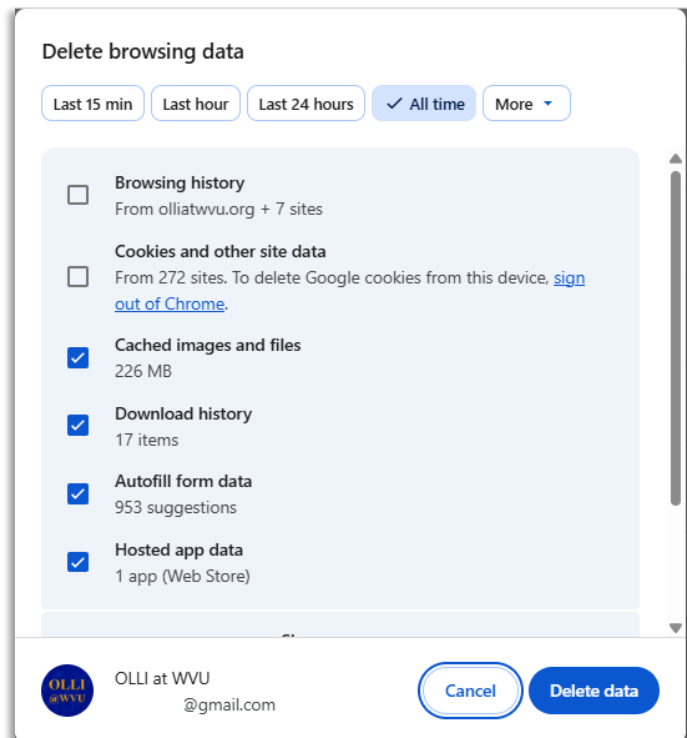 Delete browsing data
Last 15 min
Last hour
Last 24 hours
All time
More
Browsing history
From olliatwvu.org + 7 sites
Cookies and other site data
From 272 sites. To delete Google cookies from this device, sign
out of Chrome.
Cached images and files
226 MB
Download history
17 items
Autofill form data
953 suggestions
Hosted app data
1 app (Web Store)
OLLI
@WVU
OLLI at WVU
@gmail.com
Cancel
Delete data